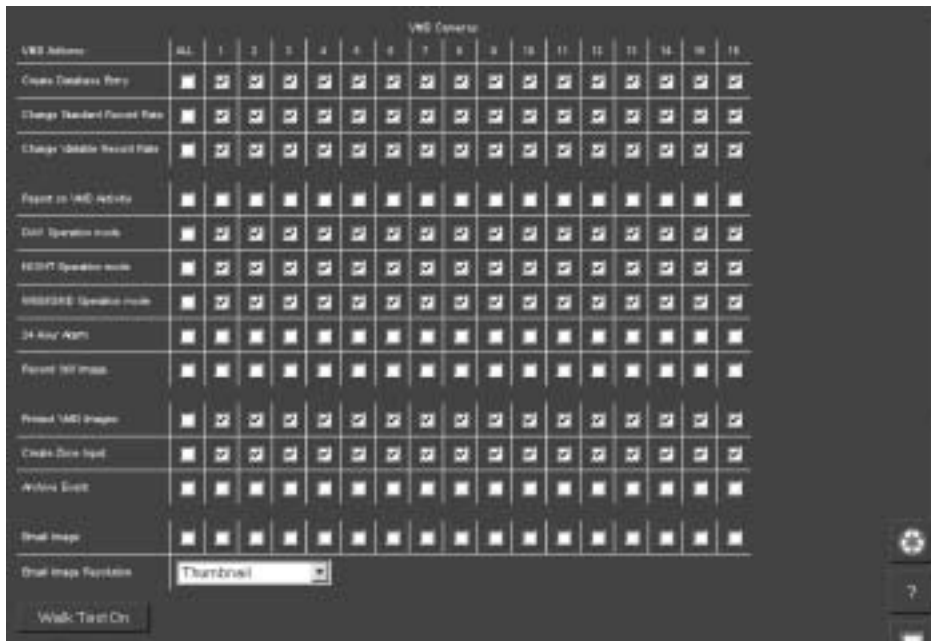 VMD Cameras
VMD Actions ALL 1 2 3 4 5 6 7 8 9 10 11 12 13 14 15 16
Create Database Entry
Change Standard Record Rate
Change Variable Record Rate
Report on VMD Activity
DAY Operation mode
NIGHT Operation mode
WEEKEND Operation mode
24 Hour Alarm
Record Still Image
Protect VMD Images
Create Zone Input
Archive Event
Email Image
Email Image Resolution Thumbnail
?
Walk Test On